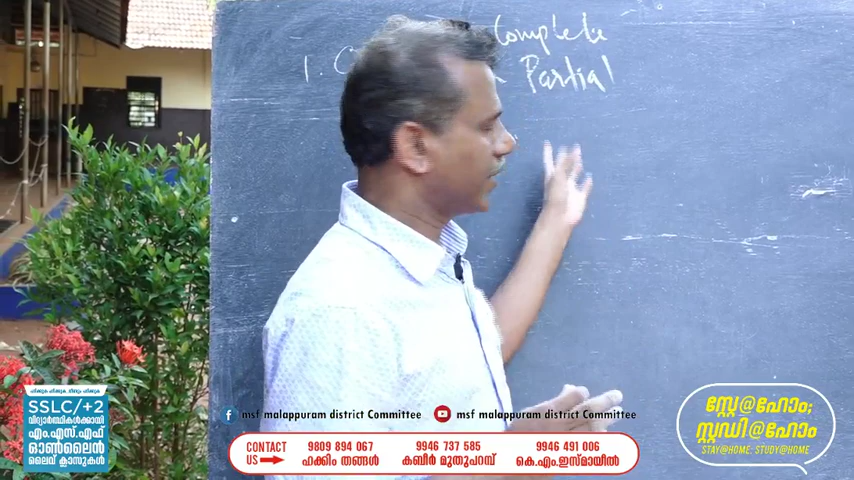 Complete
1. C
Partial
SSLC/+2
വിദ്യാർത്ഥികൾക്കായി
എം.എസ്.എഫ്
ഓൺലൈൻ
ലൈവ് ക്ലാസുകൾ
msf malappuram district Committee
msf malappuram district Committee
CONTACT US
9809 894 067
ഹക്കീം തങ്ങൾ
9946 737 585
കബീർ മുതുപറമ്പ്
9946 491 006
കെ.എം.ഇസ്മായീൽ
സ്റ്റേ@ഹോം;
സ്റ്റഡി@ഹോം
STAY@HOME; STUDY@HOME